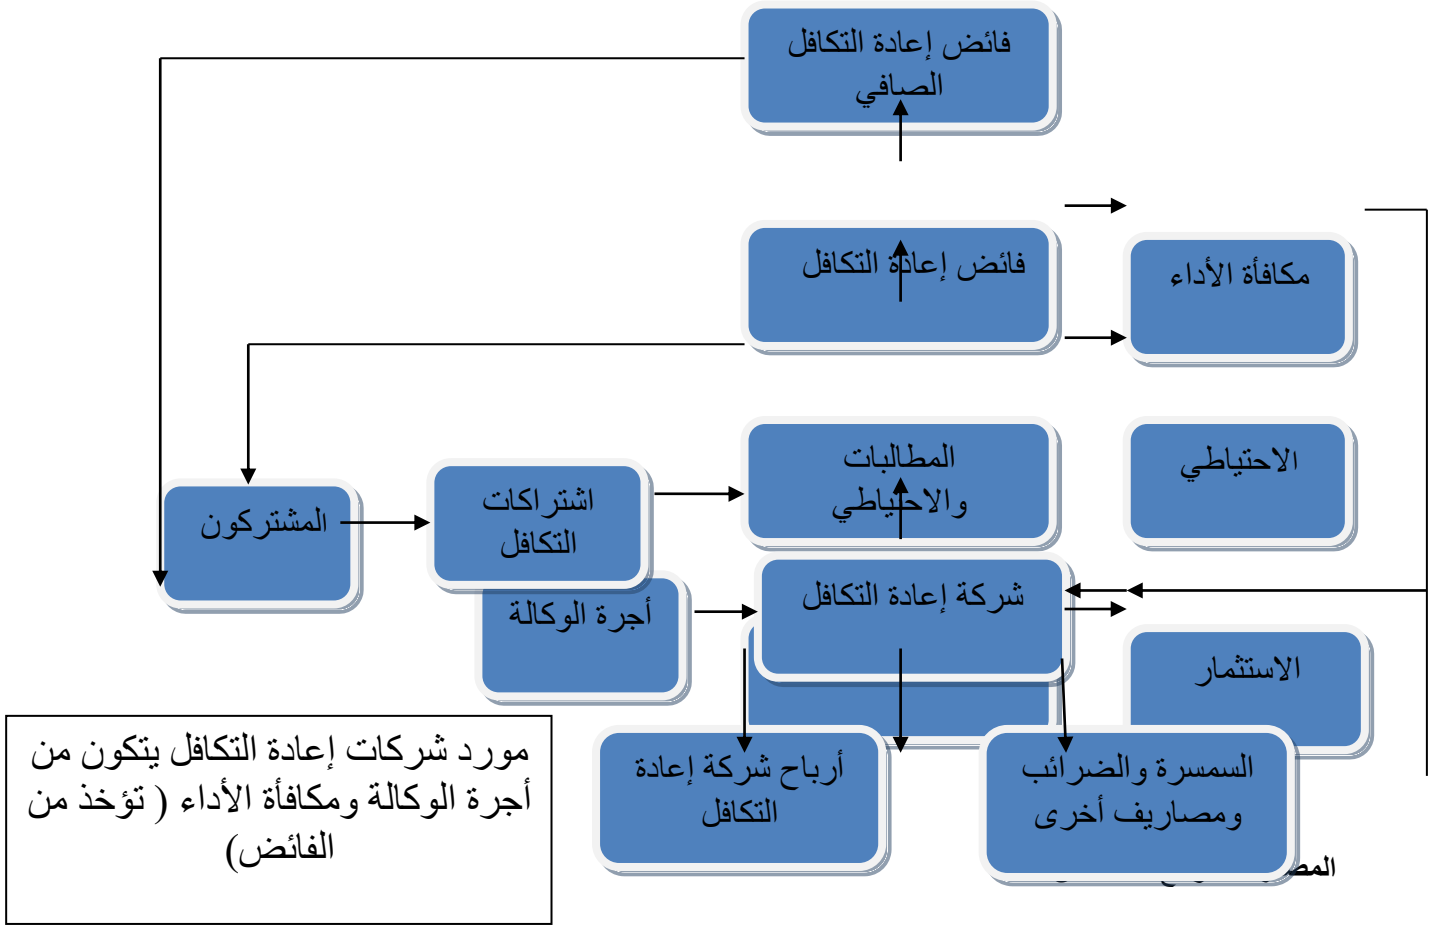 فائض إعادة التكافل
الصافي
فائض إعادة التكافل
مكافأة الأداء
المطالبات
والاحتياطي
الاحتياطي
اشتراكات
التكافل
المشتركون
شركة إعادة التكافل
أجرة الوكالة
الاستثمار
أرباح شركة إعادة
التكافل
السمسرة والضرائب
ومصاريف أخرى
مورد شركات إعادة التكافل يتكون من
أجرة الوكالة ومكافأة الأداء ( تؤخذ من
الفائض)